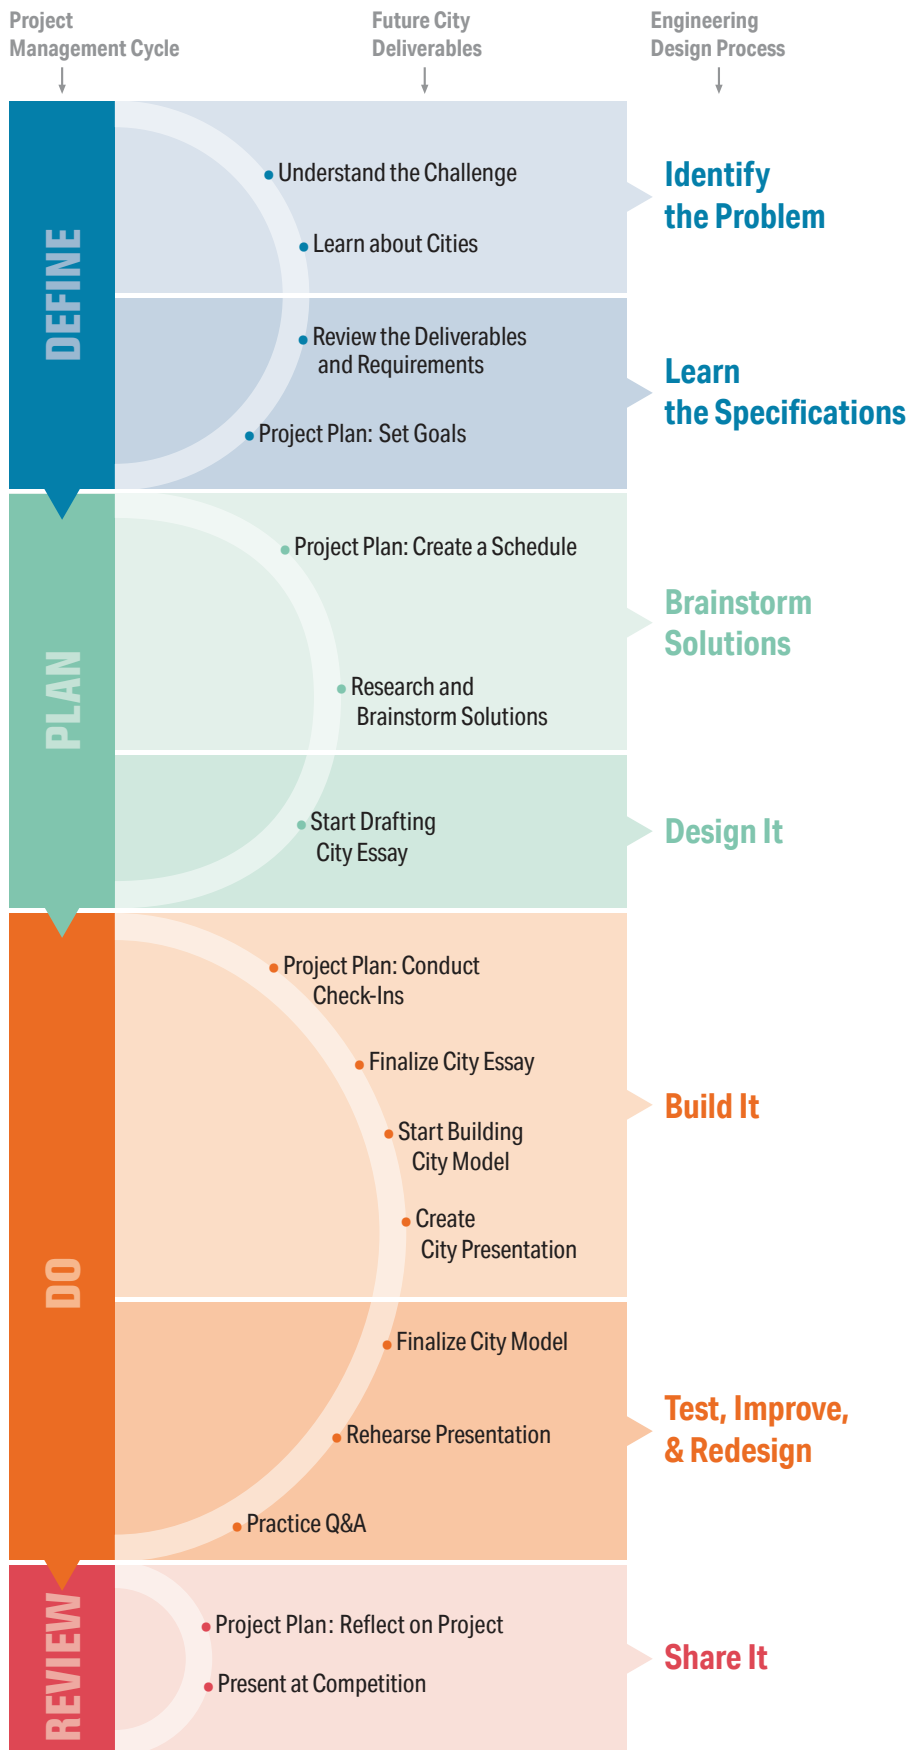 Project
Management Cycle
Future City
Deliverables
Engineering
Design Process
DEFINE
Understand the Challenge
Learn about Cities
Identify
the Problem
Review the Deliverables
and Requirements
Project Plan: Set Goals
Learn
the Specifications
PLAN
Project Plan: Create a Schedule
Research and
Brainstorm Solutions
Brainstorm
Solutions
Start Drafting
City Essay
Design It
DO
Project Plan: Conduct
Check-Ins
Finalize City Essay
Start Building
City Model
Create
City Presentation
Build It
Finalize City Model
Rehearse Presentation
Practice Q&A
Test, Improve,
& Redesign
REVIEW
Project Plan: Reflect on Project
Present at Competition
Share It